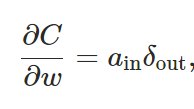 ∂C/∂w = a_in δ_out,